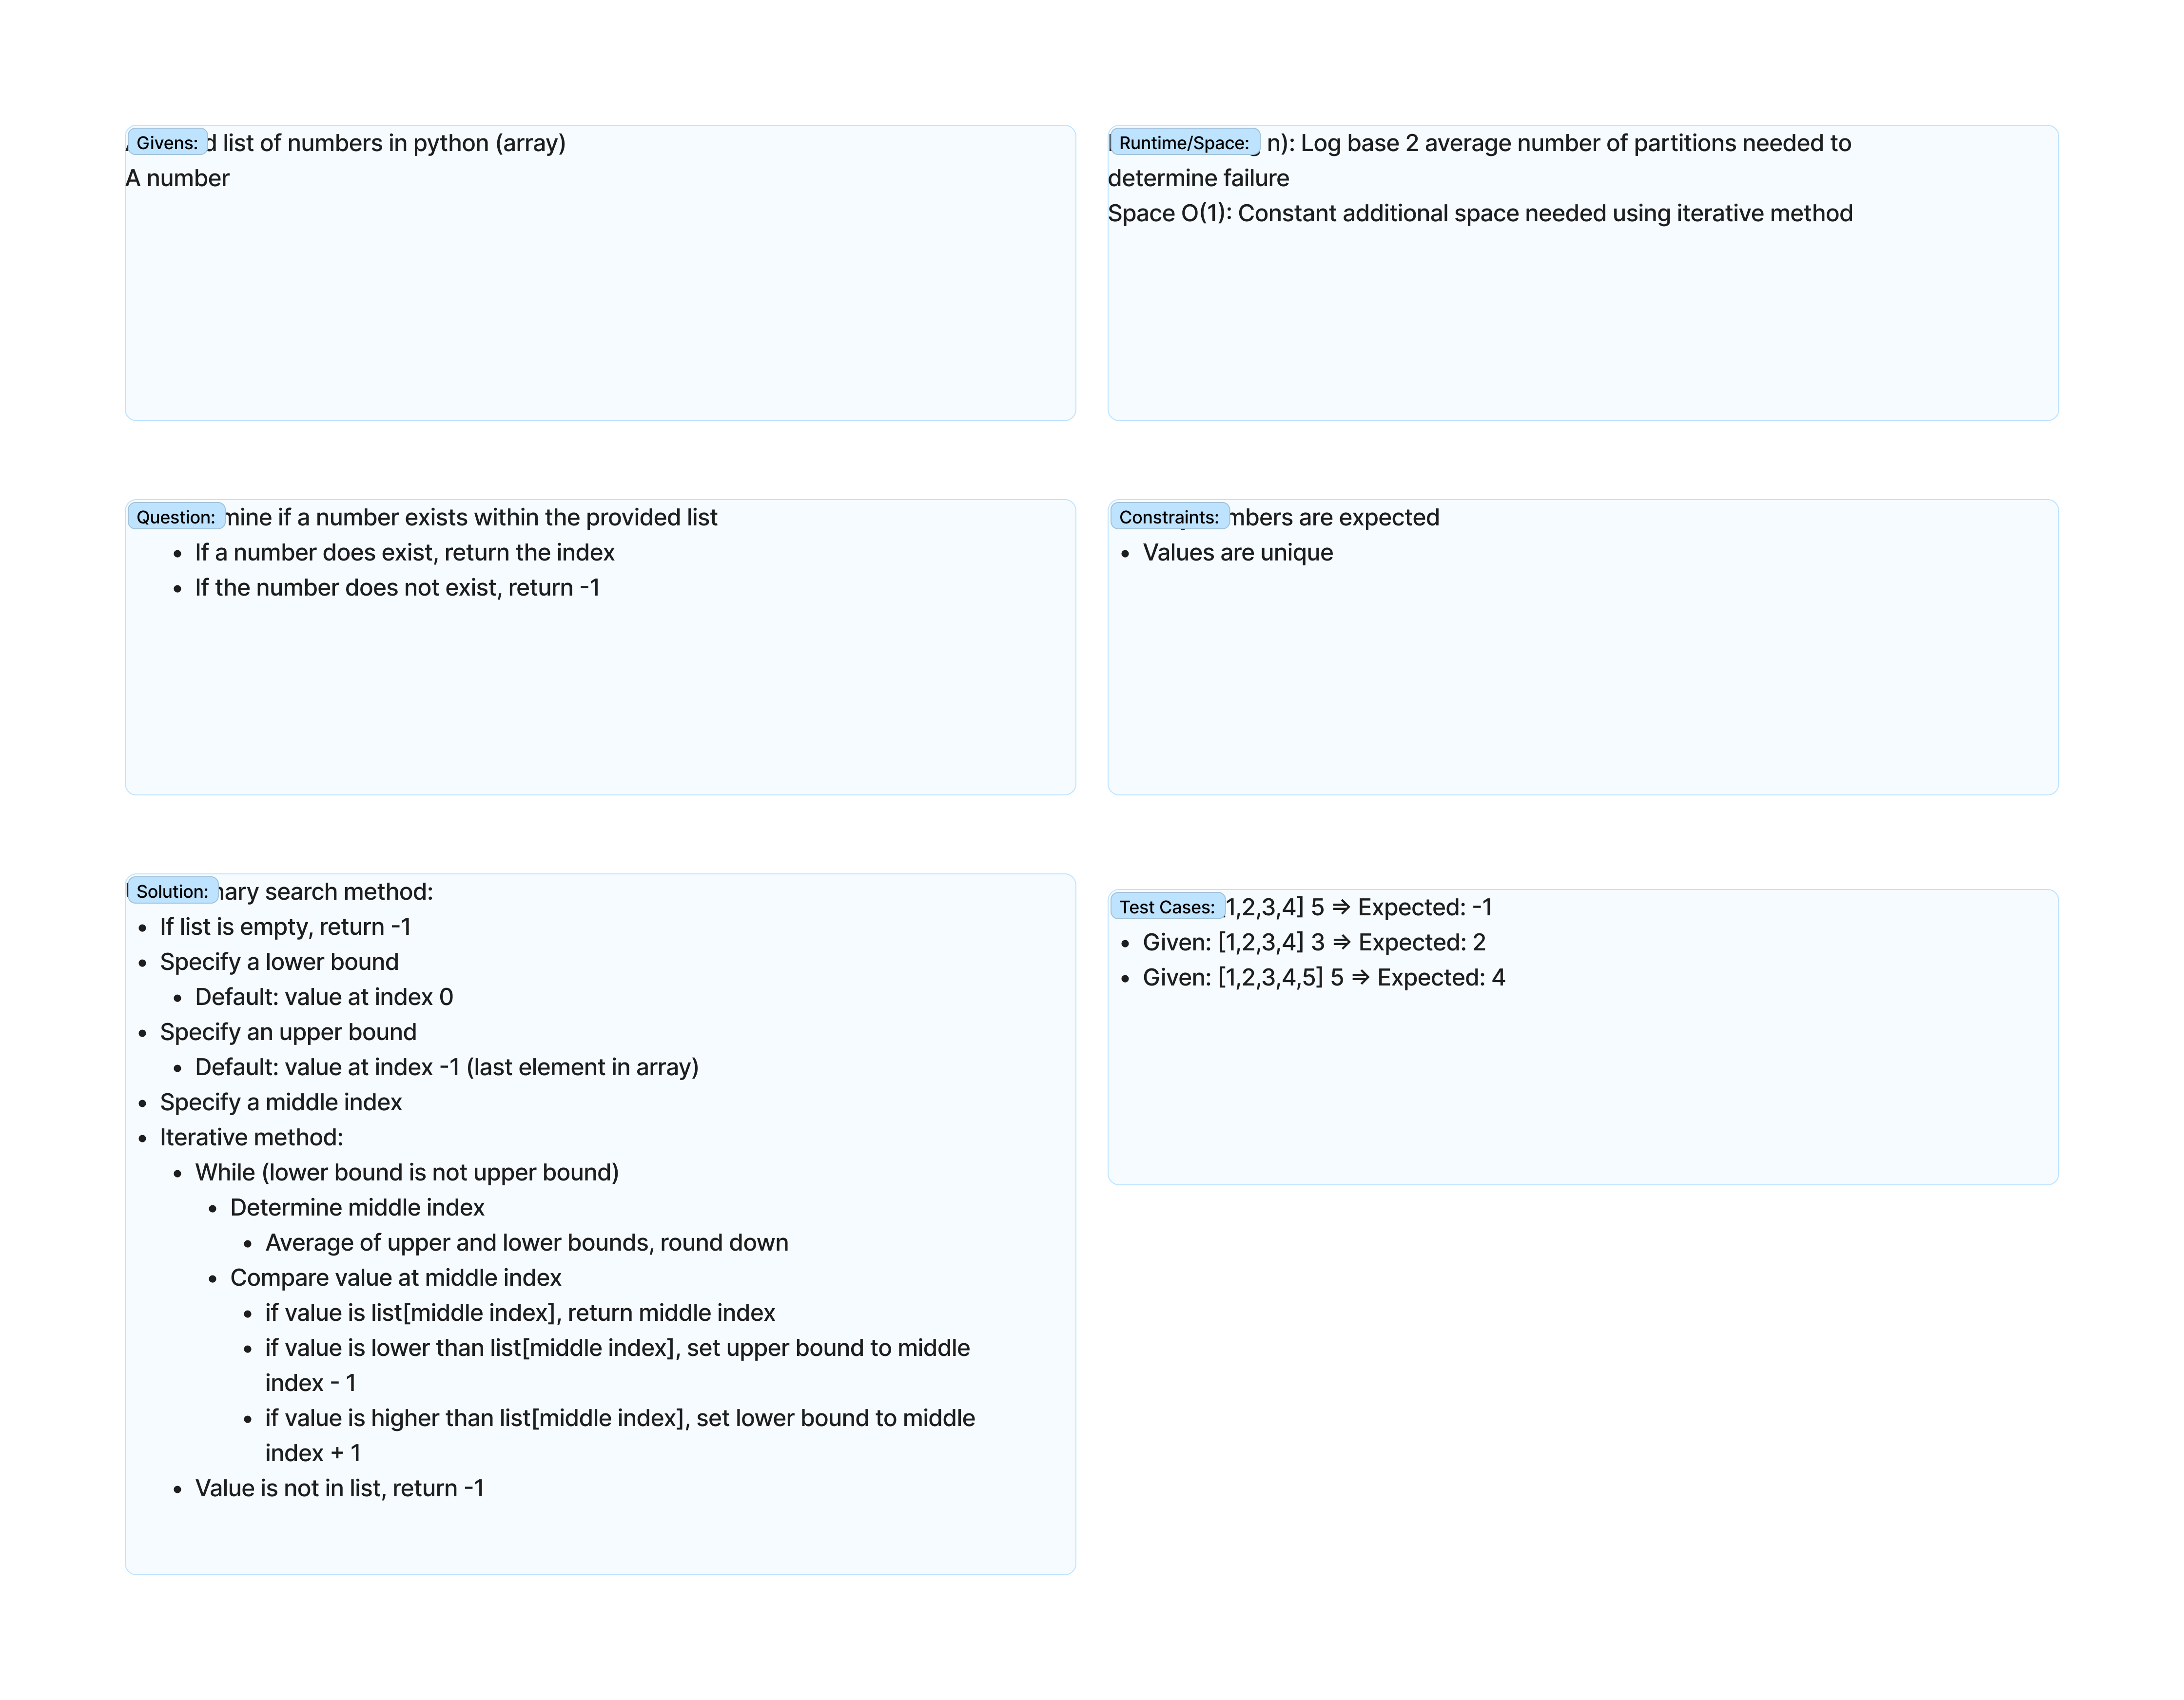 Givens:
list of numbers in python (array)
A number
Runtime/Space:
n): Log base 2 average number of partitions needed to
determine failure
Space O(1): Constant additional space needed using iterative method
Question:
if a number exists within the provided list
• If a number does exist, return the index
• If the number does not exist, return -1
Constraints:
are expected
• Values are unique
Solution:
search method:
• If list is empty, return -1
• Specify a lower bound
• Default: value at index 0
• Specify an upper bound
• Default: value at index -1 (last element in array)
• Specify a middle index
• Iterative method:
• While (lower bound is not upper bound)
• Determine middle index
• Average of upper and lower bounds, round down
• Compare value at middle index
• if value is list[middle index], return middle index
• if value is lower than list[middle index], set upper bound to middle
index - 1
• if value is higher than list[middle index], set lower bound to middle
index + 1
• Value is not in list, return -1
Test Cases:
1,2,3,4] 5 => Expected: -1
• Given: [1,2,3,4] 3 => Expected: 2
• Given: [1,2,3,4,5] 5 => Expected: 4